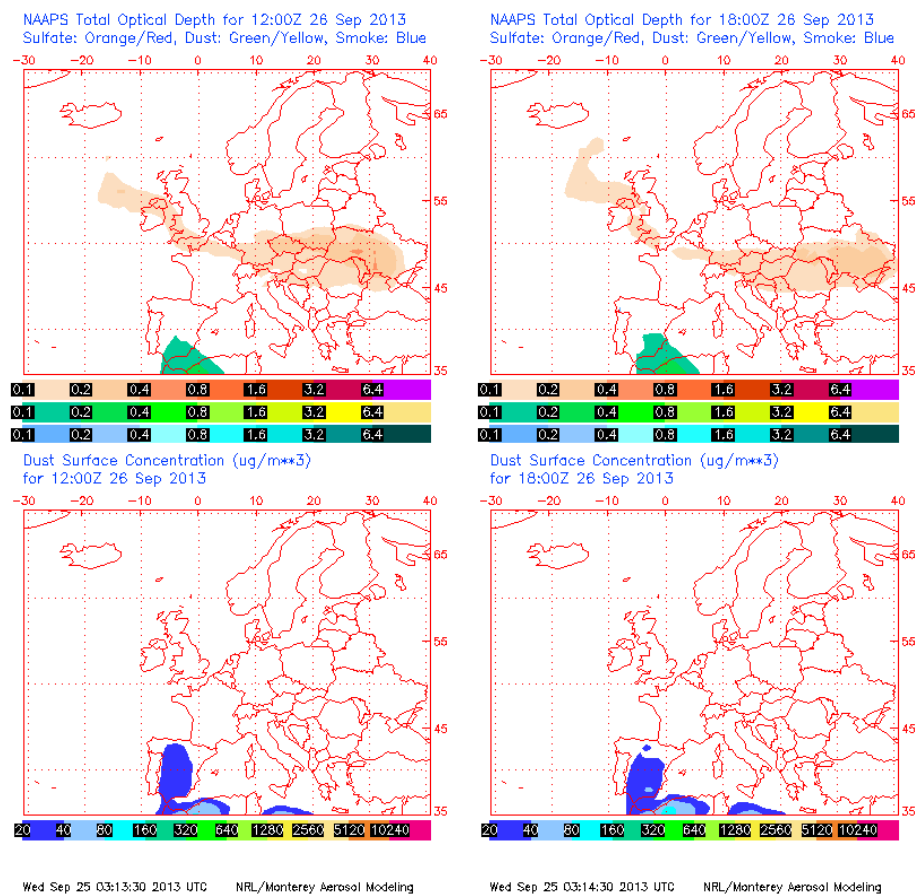 NAAPS Total Optical Depth for 12:00Z 26 Sep 2013
Sulfate: Orange/Red, Dust: Green/Yellow, Smoke: Blue
-30 -20 -10 0 10 20 30 40
65
55
45
35
0.1 0.2 0.4 0.8 1.6 3.2 6.4
0.1 0.2 0.4 0.8 1.6 3.2 6.4
0.1 0.2 0.4 0.8 1.6 3.2 6.4
NAAPS Total Optical Depth for 18:00Z 26 Sep 2013
Sulfate: Orange/Red, Dust: Green/Yellow, Smoke: Blue
-30 -20 -10 0 10 20 30 40
65
55
45
35
0.1 0.2 0.4 0.8 1.6 3.2 6.4
0.1 0.2 0.4 0.8 1.6 3.2 6.4
0.1 0.2 0.4 0.8 1.6 3.2 6.4
Dust Surface Concentration (ug/m**3)
for 12:00Z 26 Sep 2013
-30 -20 -10 0 10 20 30 40
65
55
45
35
20 40 80 160 320 640 1280 2560 5120 10240
Wed Sep 25 03:13:30 2013 UTC NRL/Monterey Aerosol Modeling
Dust Surface Concentration (ug/m**3)
for 18:00Z 26 Sep 2013
-30 -20 -10 0 10 20 30 40
65
55
45
35
20 40 80 160 320 640 1280 2560 5120 10240
Wed Sep 25 03:14:30 2013 UTC NRL/Monterey Aerosol Modeling